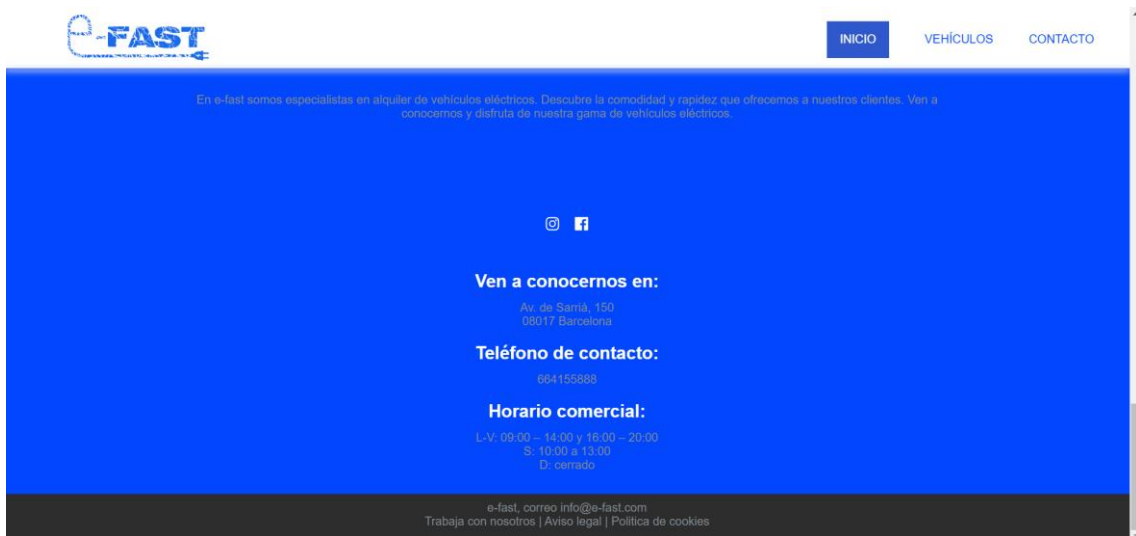 e-FAST
INICIO VEHÍCULOS CONTACTO
En e-fast somos especialistas en alquiler de vehículos eléctricos. Descubre la comodidad y rapidez que ofrecemos a nuestros clientes. Ven a
conocernos y disfruta de nuestra gama de vehículos eléctricos.
Ven a conocernos en:
Av. de Sarrià, 150
08017 Barcelona
Teléfono de contacto:
664155888
Horario comercial:
L-V: 09:00 – 14:00 y 16:00 – 20:00
S: 10:00 a 13:00
D: cerrado
e-fast, correo info@e-fast.com
Trabaja con nosotros | Aviso legal | Politica de cookies